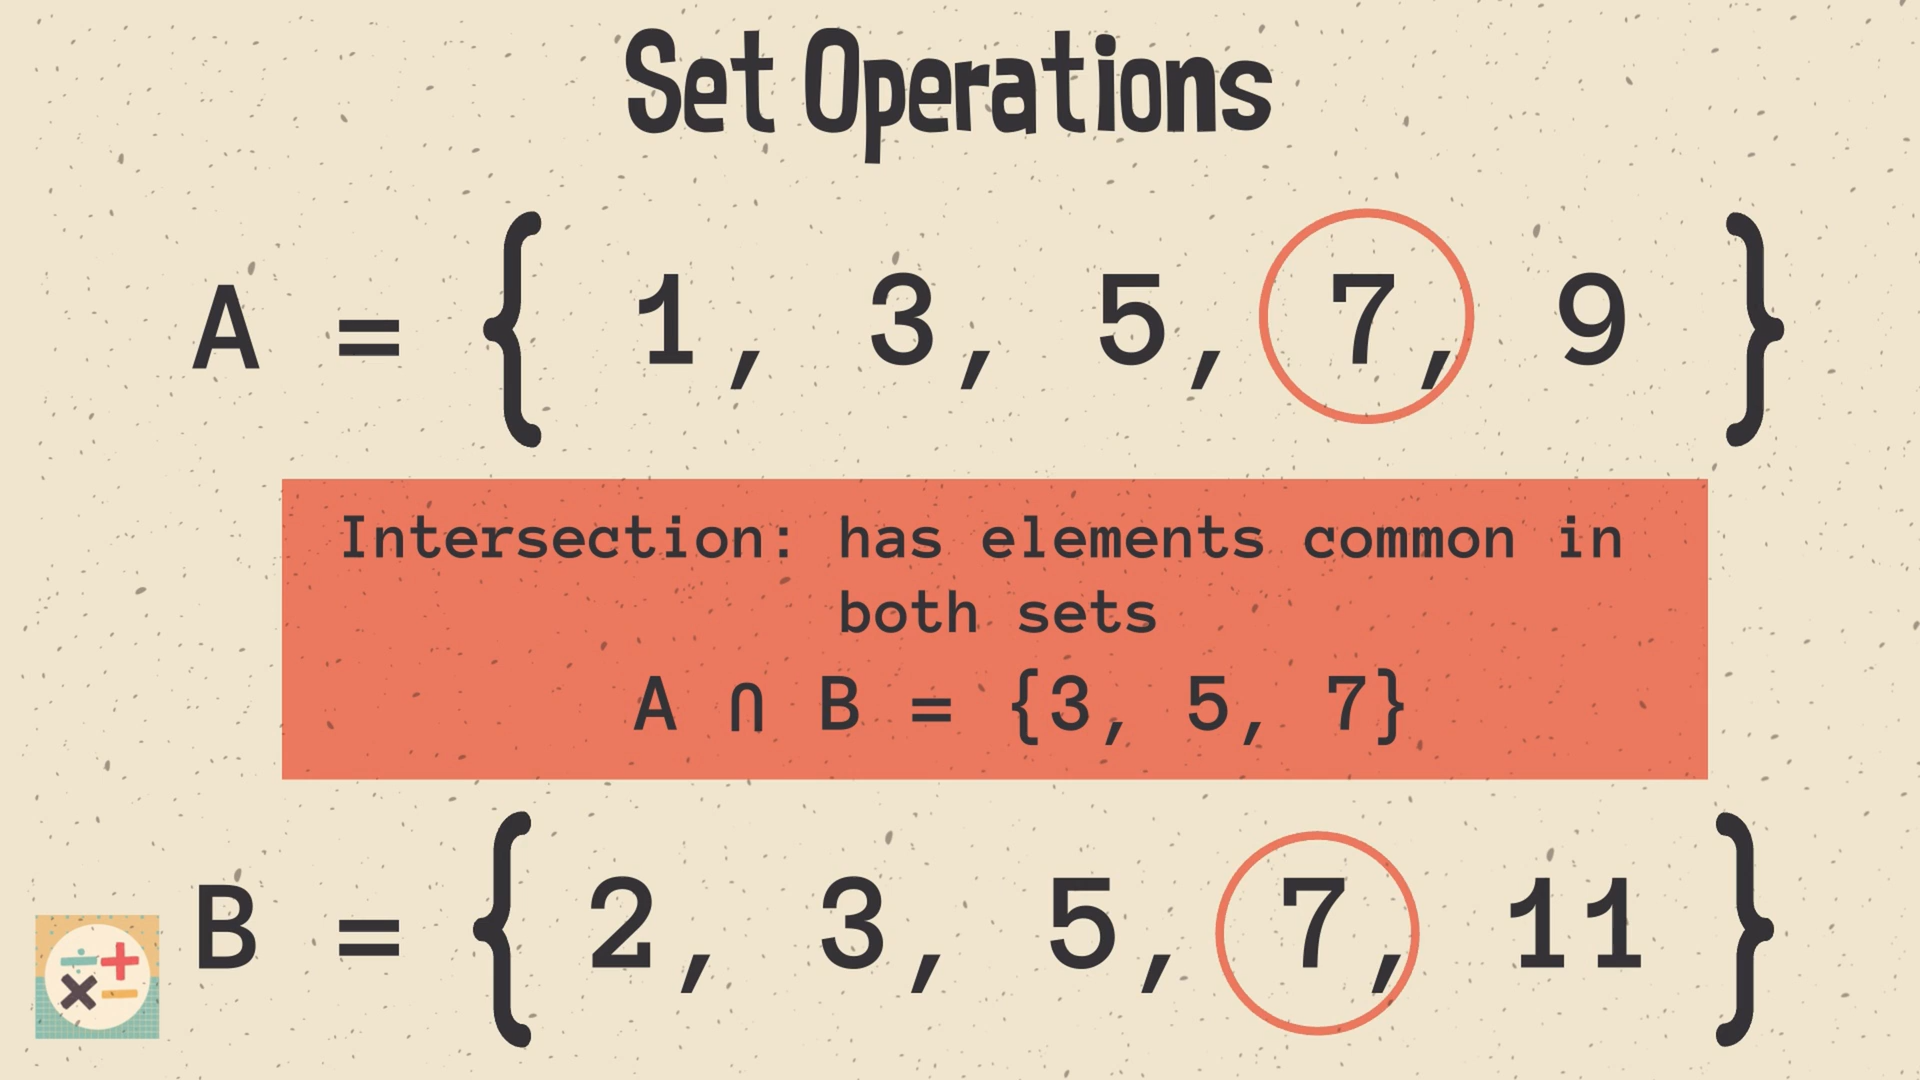 Set Operations
A = { 1, 3, 5, 7, 9 }
Intersection: has elements common in
both sets
A ∩ B = {3, 5, 7}
B = { 2, 3, 5, 7, 11 }